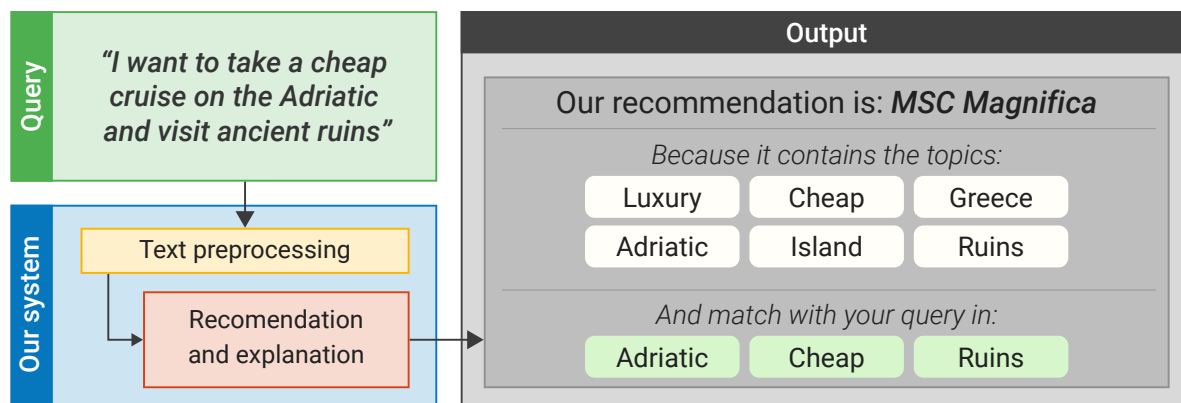 Query
“I want to take a cheap
cruise on the Adriatic
and visit ancient ruins”
Our system
Text preprocessing
Recomendation
and explanation
Output
Our recommendation is: MSC Magnifica
Because it contains the topics:
Luxury Cheap Greece
Adriatic Island Ruins
And match with your query in:
Adriatic Cheap Ruins